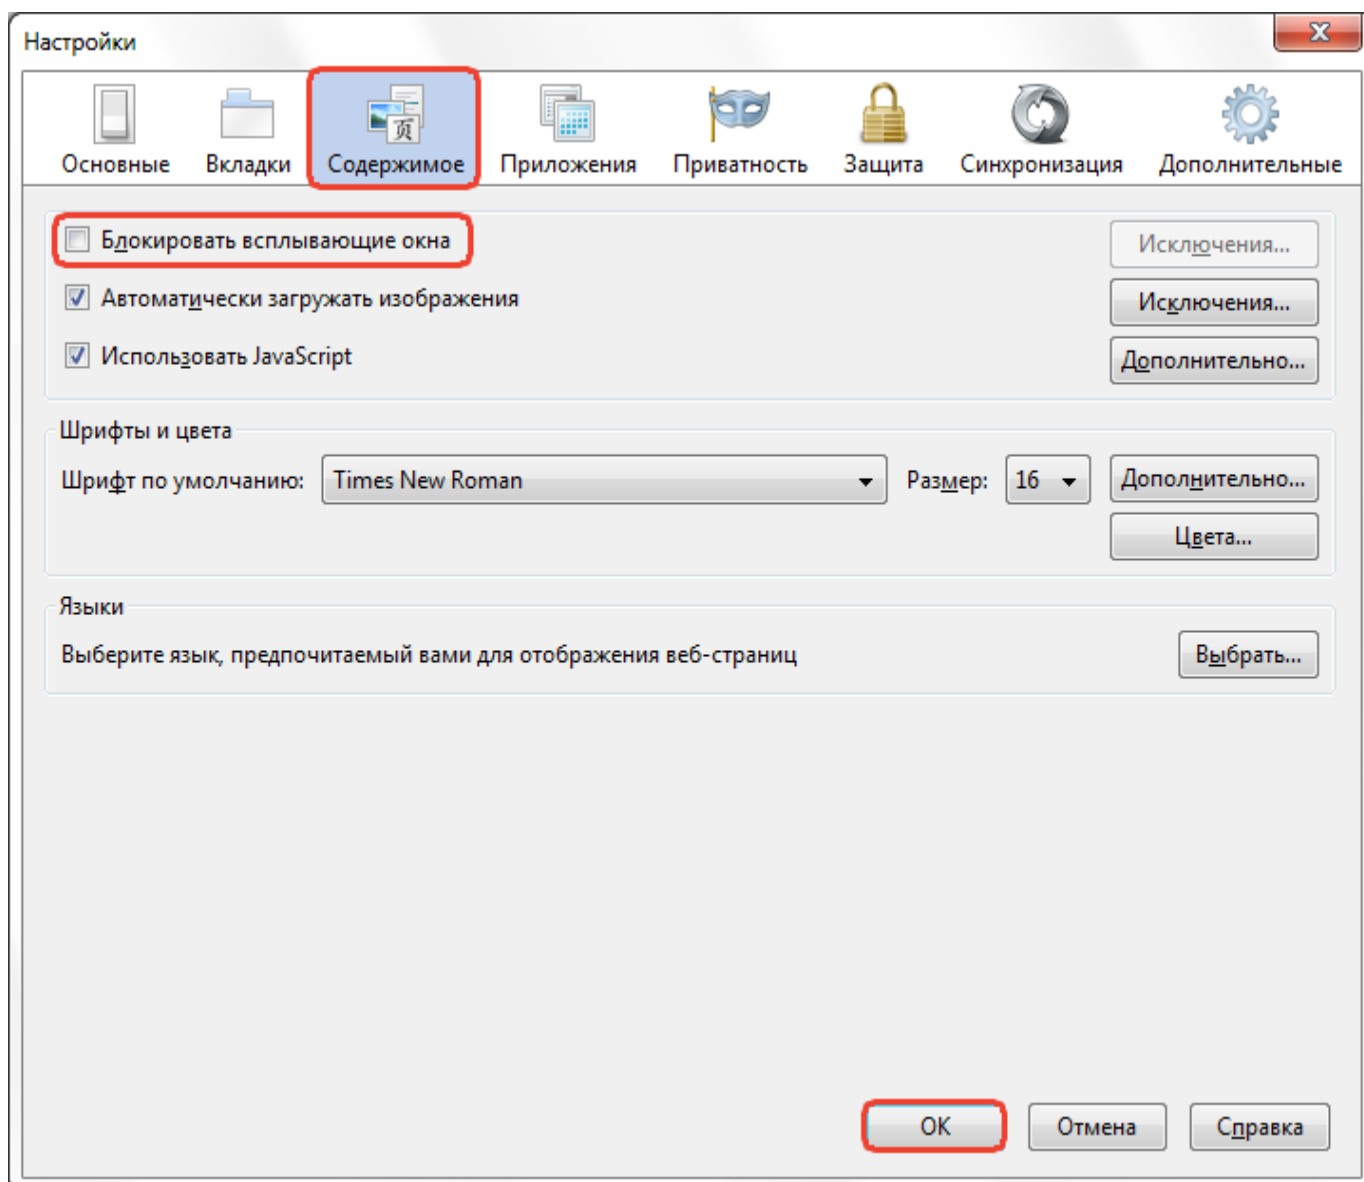 Настройки
Основные Вкладки Содержимое Приложения Приватность Защита Синхронизация Дополнительные
页
Блокировать всплывающие окна Исключения...
Автоматически загружать изображения Исключения...
Использовать JavaScript Дополнительно...
Шрифты и цвета
Шрифт по умолчанию: Times New Roman Размер: 16 Дополнительно...
Цвета...
Языки
Выберите язык, предпочитаемый вами для отображения веб-страниц Выбрать...
OK Отмена Справка